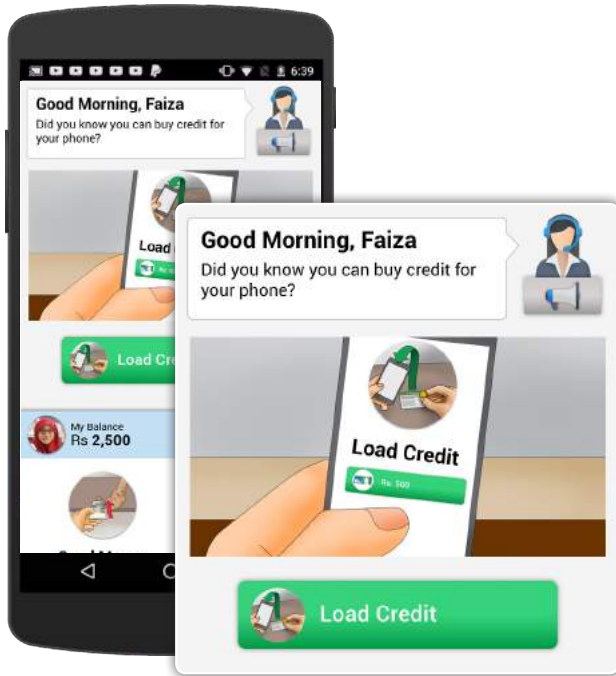 6:39
Good Morning, Faiza
Did you know you can buy credit for
your phone?
Load
Load Cre
My Balance
Rs 2,500
Good Morning, Faiza
Did you know you can buy credit for
your phone?
Load Credit
Rs. 500
Load Credit